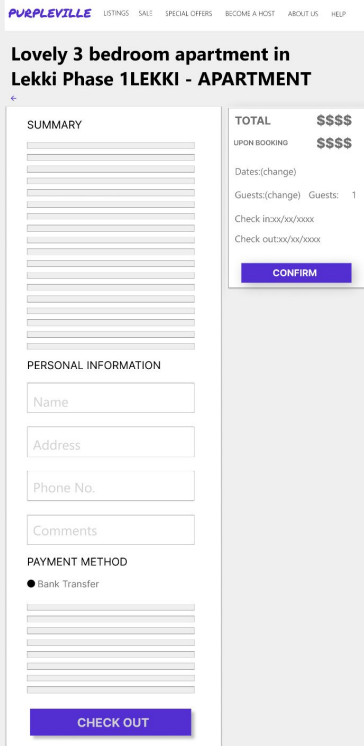 PURPLEVILLE LISTINGS SALE SPECIAL OFFERS BECOME A HOST ABOUT US HELP
Lovely 3 bedroom apartment in
Lekki Phase 1LEKKI - APARTMENT
SUMMARY
TOTAL $$$$
UPON BOOKING $$$$
Dates:(change)
Guests:(change) Guests: 1
Check in:xx/xx/xxxx
Check out:xx/xx/xxxx
CONFIRM
PERSONAL INFORMATION
Name
Address
Phone No.
Comments
PAYMENT METHOD
Bank Transfer
CHECK OUT